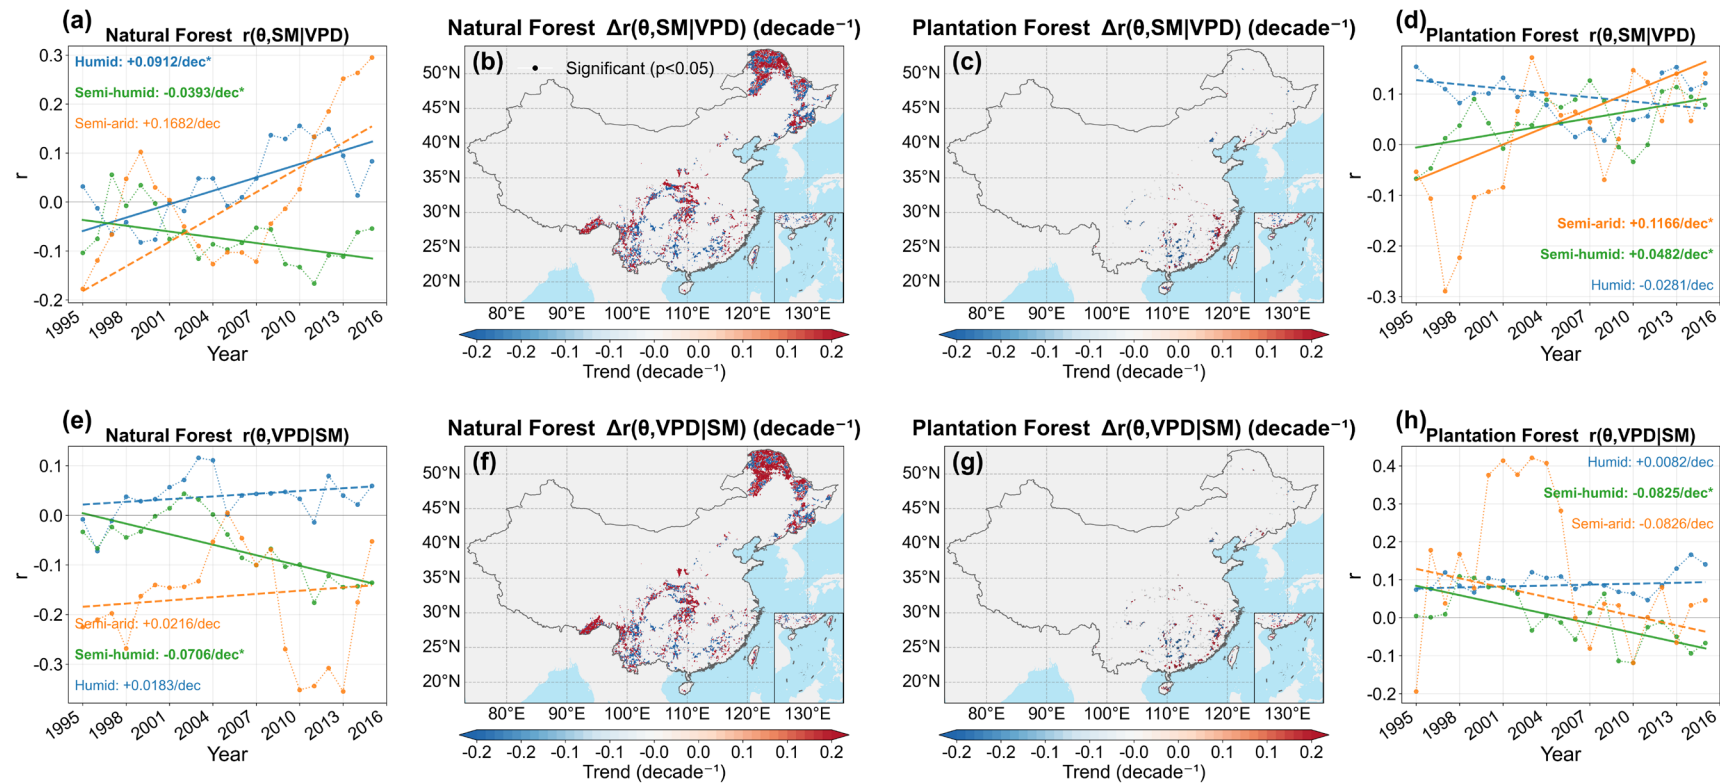 (a)
Natural Forest r(θ,SM|VPD)
Humid: +0.0912/dec*
Semi-humid: -0.0393/dec*
Semi-arid: +0.1682/dec
0.3
0.2
0.1
0.0
-0.1
-0.2
r
1995
1998
2001
2004
2007
2010
2013
2016
Year
Natural Forest Δr(θ,SM|VPD) (decade⁻¹)
(b)
Significant (p<0.05)
50°N
45°N
40°N
35°N
30°N
25°N
20°N
80°E
90°E
100°E
110°E
120°E
130°E
-0.2
-0.2
-0.1
-0.1
-0.0
0.0
0.1
0.1
0.2
Trend (decade⁻¹)
Plantation Forest Δr(θ,SM|VPD) (decade⁻¹)
(c)
50°N
45°N
40°N
35°N
30°N
25°N
20°N
80°E
90°E
100°E
110°E
120°E
130°E
-0.2
-0.2
-0.1
-0.1
-0.0
0.0
0.1
0.1
0.2
Trend (decade⁻¹)
(d)
Plantation Forest r(θ,SM|VPD)
0.1
0.0
-0.1
-0.2
-0.3
r
Semi-arid: +0.1166/dec*
Semi-humid: +0.0482/dec*
Humid: -0.0281/dec
1995
1998
2001
2004
2007
2010
2013
2016
Year
(e)
Natural Forest r(θ,VPD|SM)
0.1
0.0
-0.1
-0.2
-0.3
r
Semi-arid: +0.0216/dec
Semi-humid: -0.0706/dec*
Humid: +0.0183/dec
1995
1998
2001
2004
2007
2010
2013
2016
Year
Natural Forest Δr(θ,VPD|SM) (decade⁻¹)
(f)
50°N
45°N
40°N
35°N
30°N
25°N
20°N
80°E
90°E
100°E
110°E
120°E
130°E
-0.2
-0.2
-0.1
-0.1
-0.0
0.0
0.1
0.1
0.2
Trend (decade⁻¹)
Plantation Forest Δr(θ,VPD|SM) (decade⁻¹)
(g)
50°N
45°N
40°N
35°N
30°N
25°N
20°N
80°E
90°E
100°E
110°E
120°E
130°E
-0.2
-0.2
-0.1
-0.1
-0.0
0.0
0.1
0.1
0.2
Trend (decade⁻¹)
(h)
Plantation Forest r(θ,VPD|SM)
Humid: +0.0082/dec
Semi-humid: -0.0825/dec*
Semi-arid: -0.0826/dec
0.4
0.3
0.2
0.1
0.0
-0.1
-0.2
r
1995
1998
2001
2004
2007
2010
2013
2016
Year